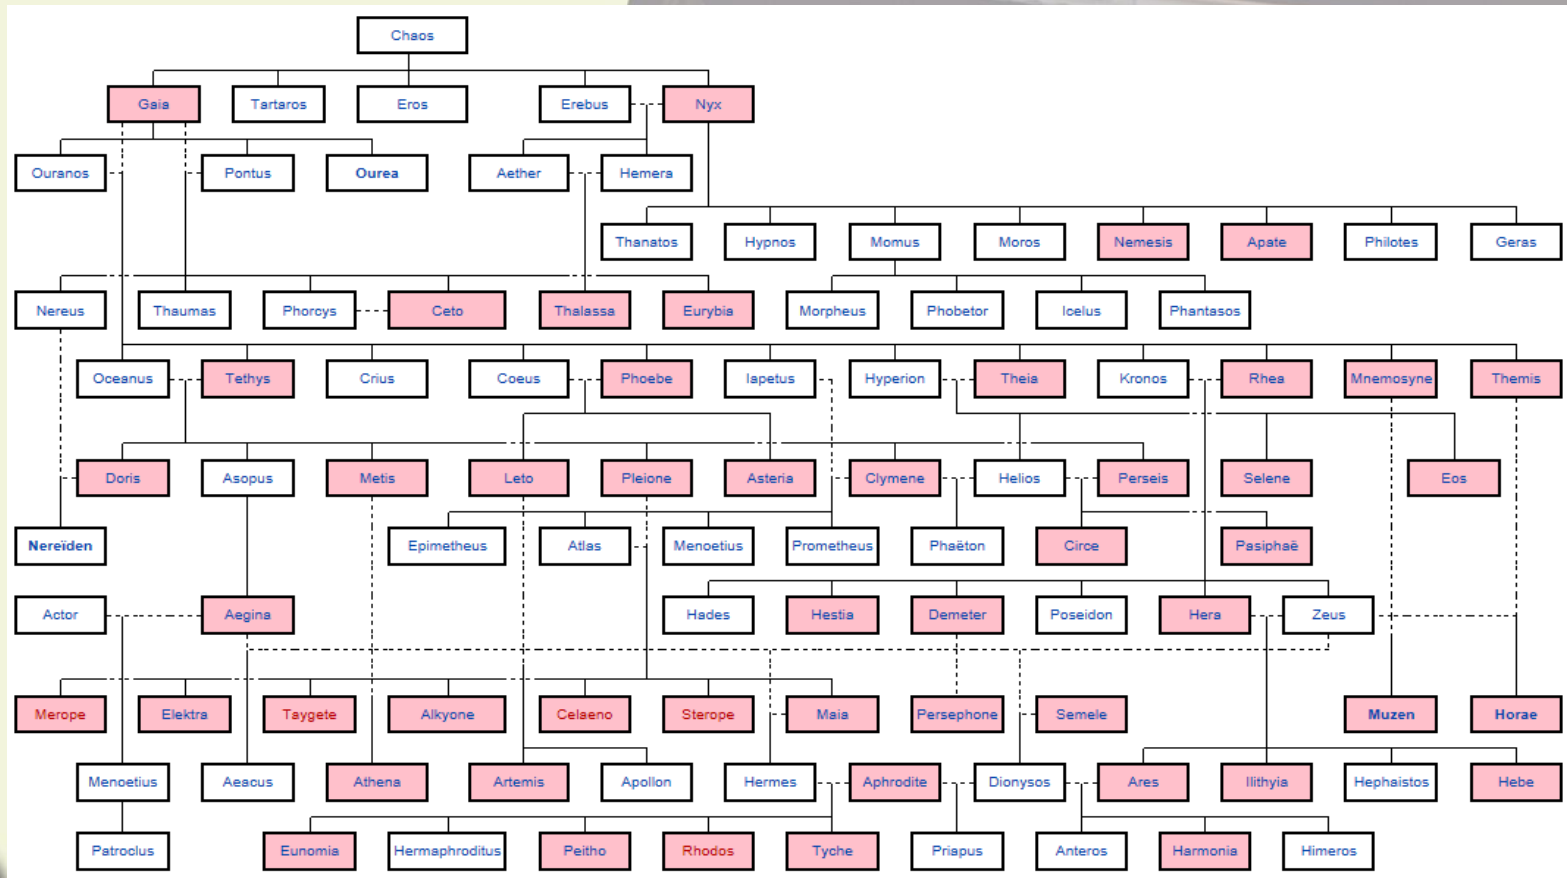 Chaos
Gaia Tartaros Eros Erebus Nyx
Ouranos Pontus Ourea Aether Hemera
Thanatos Hypnos Momus Moros Nemesis Apate Philotes Geras
Nereus Thaumas Phorcys Ceto Thalassa Eurybia Morpheus Phobetor Icelus Phantasos
Oceanus Tethys Crius Coeus Phoebe Iapetus Hyperion Theia Kronos Rhea Mnemosyne Themis
Doris Asopus Metis Leto Pleione Asteria Clymene Helios Perseis Selene Eos
Nereïden Epimetheus Atlas Menoetius Prometheus Phaëton Circe Pasiphaë
Actor Aegina Hades Hestia Demeter Poseidon Hera Zeus
Merope Elektra Taygete Alkyone Celaeno Sterope Maia Persephone Semele Muzen Horae
Menoetius Aeacus Athena Artemis Apollon Hermes Aphrodite Dionysos Ares Ilithyia Hephaistos Hebe
Patroclus Eunomia Hermaphroditus Peitho Rhodos Tyche Priapus Anteros Harmonia Himeros